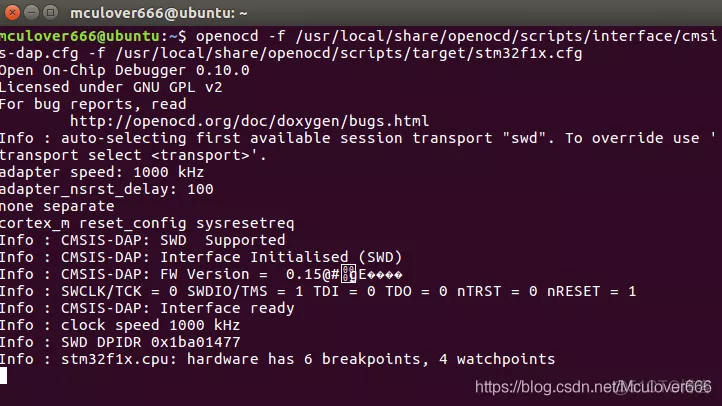 mculover666@ubuntu: ~
mculover666@ubuntu:~$ openocd -f /usr/local/share/openocd/scripts/interface/cmsi
s-dap.cfg -f /usr/local/share/openocd/scripts/target/stm32f1x.cfg
Open On-Chip Debugger 0.10.0
Licensed under GNU GPL v2
For bug reports, read
http://openocd.org/doc/doxygen/bugs.html
Info : auto-selecting first available session transport "swd". To override use '
transport select <transport>'.
adapter speed: 1000 kHz
adapter_nsrst_delay: 100
none separate
cortex_m reset_config sysresetreq
Info : CMSIS-DAP: SWD  Supported
Info : CMSIS-DAP: Interface Initialised (SWD)
Info : CMSIS-DAP: FW Version =  0.15@#
Info : SWCLK/TCK = 0 SWDIO/TMS = 1 TDI = 0 TDO = 0 nTRST = 0 nRESET = 1
Info : CMSIS-DAP: Interface ready
Info : clock speed 1000 kHz
Info : SWD DPIDR 0x1ba01477
Info : stm32f1x.cpu: hardware has 6 breakpoints, 4 watchpoints
https://blog.csdn.net/Mculover666